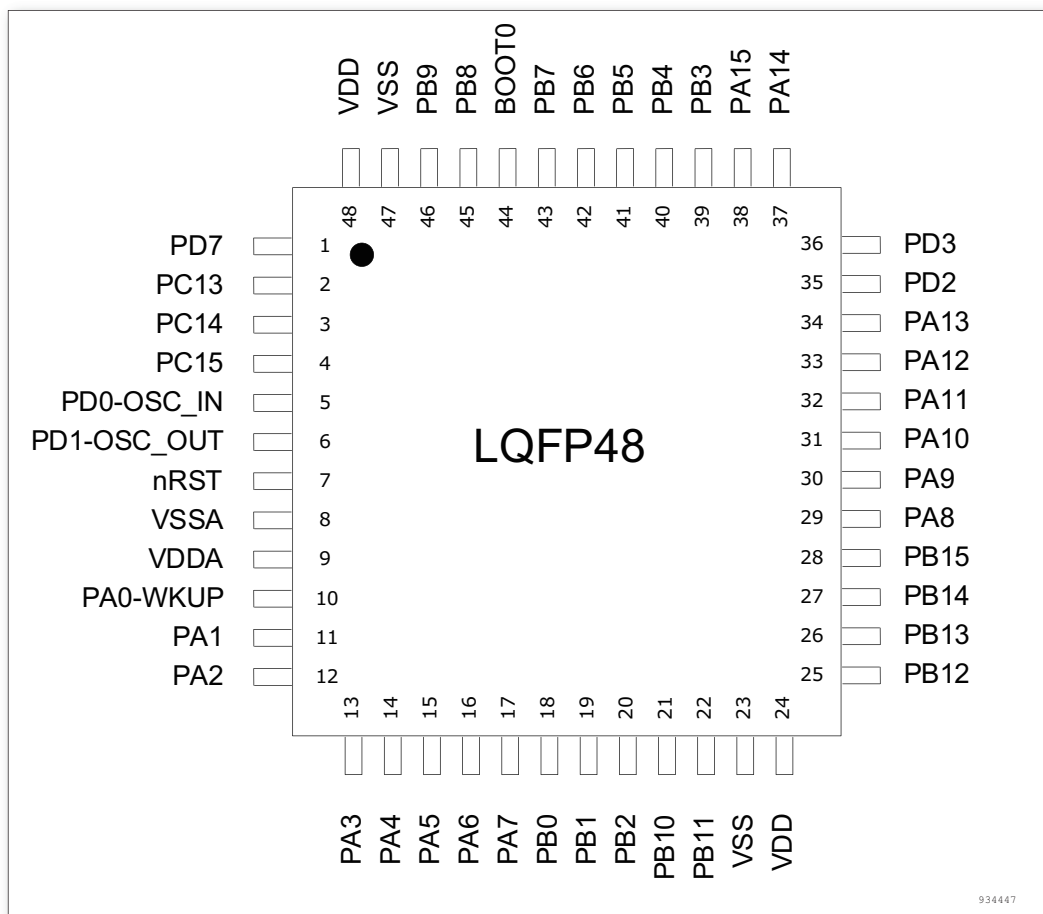 VDD
VSS
PB9
PB8
BOOT0
PB7
PB6
PB5
PB4
PB3
PA15
PA14
48
47
46
45
44
43
42
41
40
39
38
37
PD7 1
PC13 2
PC14 3
PC15 4
PD0-OSC_IN 5
PD1-OSC_OUT 6
nRST 7
VSSA 8
VDDA 9
PA0-WKUP 10
PA1 11
PA2 12
LQFP48
36 PD3
35 PD2
34 PA13
33 PA12
32 PA11
31 PA10
30 PA9
29 PA8
28 PB15
27 PB14
26 PB13
25 PB12
13
14
15
16
17
18
19
20
21
22
23
24
PA3
PA4
PA5
PA6
PA7
PB0
PB1
PB2
PB10
PB11
VSS
VDD
934447